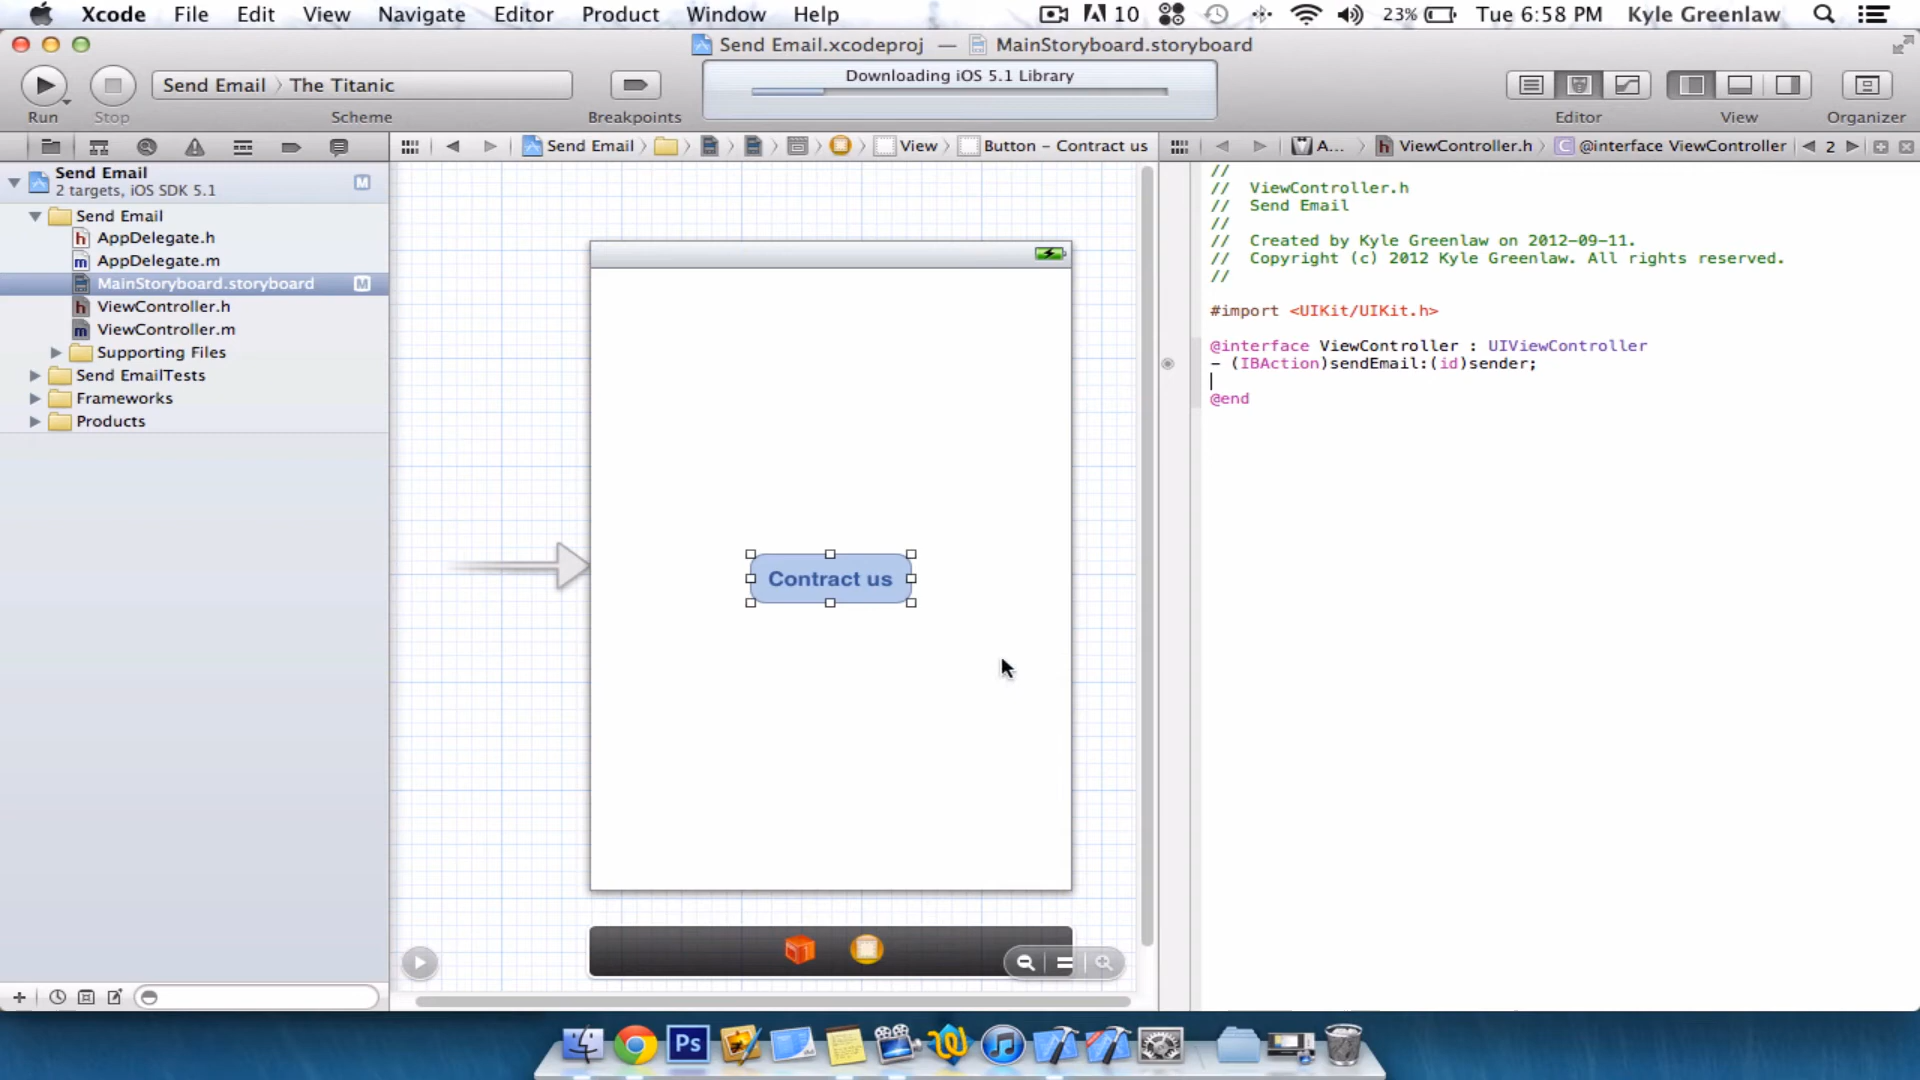 Xcode File Edit View Navigate Editor Product Window Help 10 23% Tue 6:58 PM Kyle Greenlaw
Send Email.xcodeproj — MainStoryboard.storyboard
Send Email 〉 The Titanic
Downloading iOS 5.1 Library
Run Stop Scheme Breakpoints Editor View Organizer
Send Email 〉 View 〉 Button – Contract us
A... 〉 ViewController.h 〉 C @interface ViewController 2
Send Email M
2 targets, iOS SDK 5.1
Send Email
h AppDelegate.h
m AppDelegate.m
MainStoryboard.storyboard M
h ViewController.h
m ViewController.m
Supporting Files
Send EmailTests
Frameworks
Products
Contract us
//
// ViewController.h
// Send Email
//
// Created by Kyle Greenlaw on 2012-09-11.
// Copyright (c) 2012 Kyle Greenlaw. All rights reserved.
//
#import <UIKit/UIKit.h>
@interface ViewController : UIViewController
- (IBAction)sendEmail:(id)sender;
@end
Ps